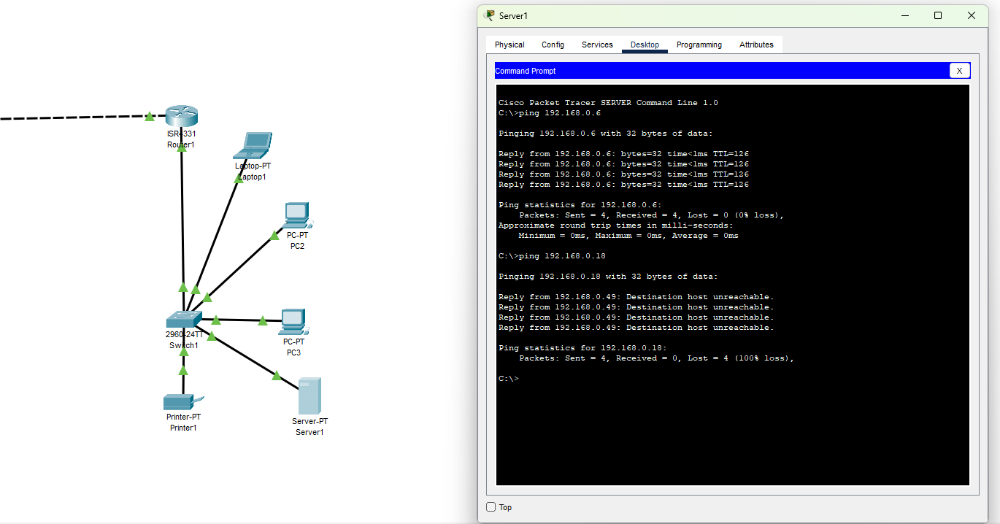 ISR4331
Router1
Laptop-PT
Laptop1
PC-PT
PC2
2960-24TT
Switch1
PC-PT
PC3
Printer-PT
Printer1
Server-PT
Server1
Server1
Physical Config Services Desktop Programming Attributes
Command Prompt X
Cisco Packet Tracer SERVER Command Line 1.0
C:\>ping 192.168.0.6
Pinging 192.168.0.6 with 32 bytes of data:
Reply from 192.168.0.6: bytes=32 time<1ms TTL=126
Reply from 192.168.0.6: bytes=32 time<1ms TTL=126
Reply from 192.168.0.6: bytes=32 time<1ms TTL=126
Reply from 192.168.0.6: bytes=32 time<1ms TTL=126
Ping statistics for 192.168.0.6:
Packets: Sent = 4, Received = 4, Lost = 0 (0% loss),
Approximate round trip times in milli-seconds:
Minimum = 0ms, Maximum = 0ms, Average = 0ms
C:\>ping 192.168.0.18
Pinging 192.168.0.18 with 32 bytes of data:
Reply from 192.168.0.49: Destination host unreachable.
Reply from 192.168.0.49: Destination host unreachable.
Reply from 192.168.0.49: Destination host unreachable.
Reply from 192.168.0.49: Destination host unreachable.
Ping statistics for 192.168.0.18:
Packets: Sent = 4, Received = 0, Lost = 4 (100% loss),
C:\>
Top